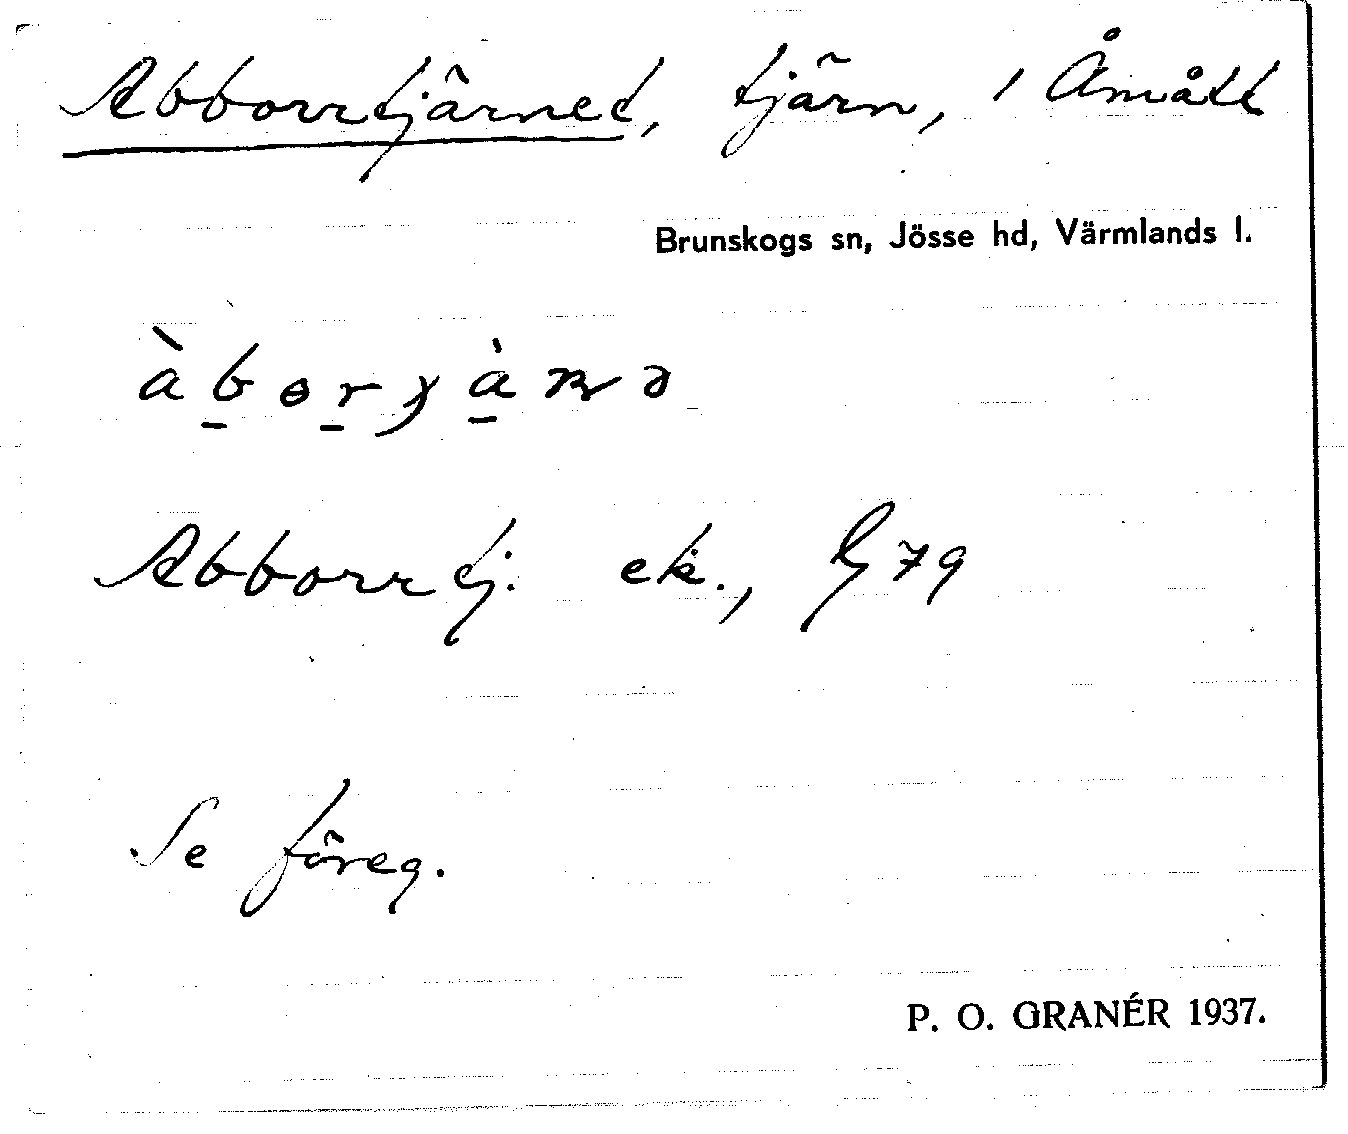 Abborrtjärnet, tjärn, i Åmått
Brunskogs sn, Jösse hd, Värmlands l.
Abborrtj. ek., G 79
Se föreg.
P. O. GRANÉR 1937.